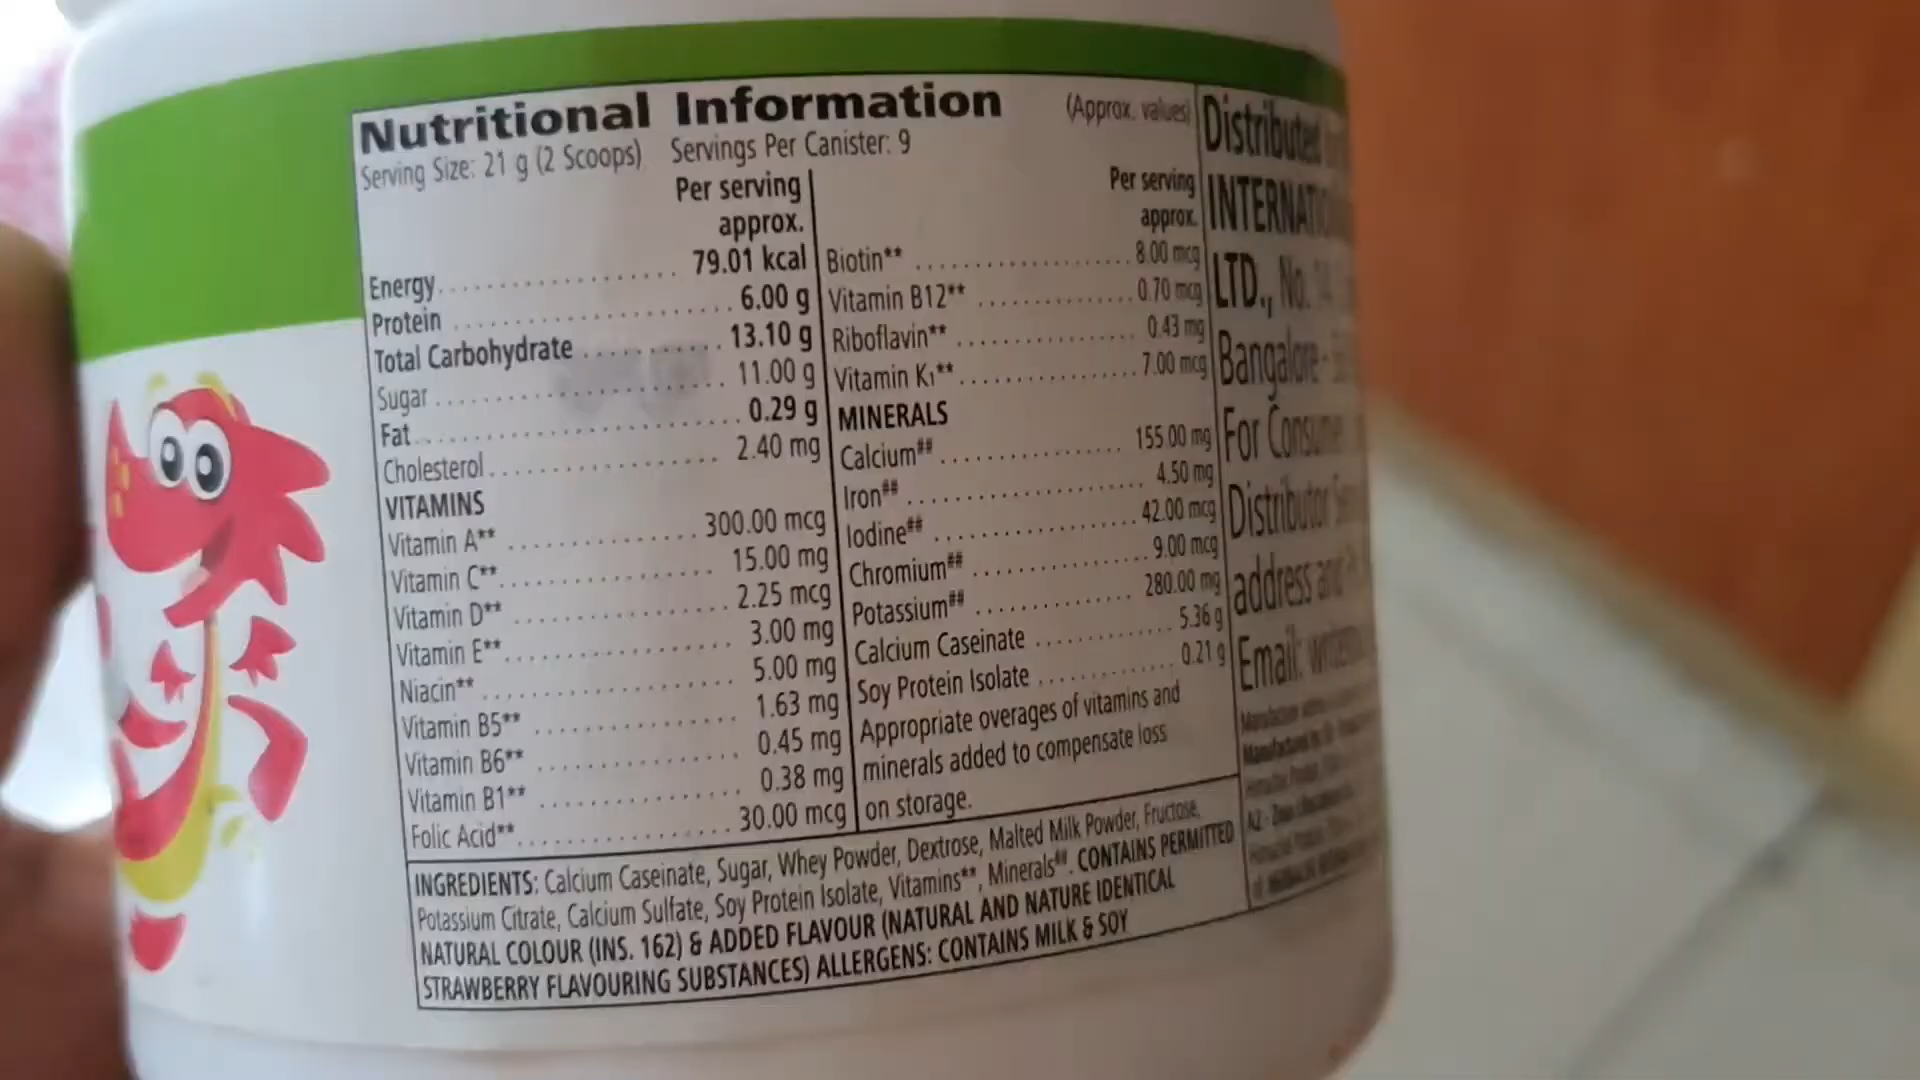 Nutritional Information (Approx. values)
Serving Size: 21 g (2 Scoops) Servings Per Canister: 9
Per serving
approx.
Energy 79.01 kcal
Protein 6.00 g
Total Carbohydrate 13.10 g
Sugar 11.00 g
Fat 0.29 g
Cholesterol 2.40 mg
VITAMINS
Vitamin A** 300.00 mcg
Vitamin C** 15.00 mg
Vitamin D** 2.25 mcg
Vitamin E** 3.00 mg
Niacin** 5.00 mg
Vitamin B5** 1.63 mg
Vitamin B6** 0.45 mg
Vitamin B1** 0.38 mg
Folic Acid** 30.00 mcg
Per serving
approx.
Biotin** 8.00 mcg
Vitamin B12** 0.70 mcg
Riboflavin** 0.43 mg
Vitamin K1** 7.00 mcg
MINERALS
Calcium## 155.00 mg
Iron## 4.50 mg
Iodine## 42.00 mcg
Chromium## 9.00 mcg
Potassium## 280.00 mg
Calcium Caseinate 5.36 g
Soy Protein Isolate 0.21 g
Appropriate overages of vitamins and
minerals added to compensate loss
on storage.
INGREDIENTS: Calcium Caseinate, Sugar, Whey Powder, Dextrose, Malted Milk Powder, Fructose,
Potassium Citrate, Calcium Sulfate, Soy Protein Isolate, Vitamins**, Minerals##. CONTAINS PERMITTED
NATURAL COLOUR (INS. 162) & ADDED FLAVOUR (NATURAL AND NATURE IDENTICAL
STRAWBERRY FLAVOURING SUBSTANCES) ALLERGENS: CONTAINS MILK & SOY
Distributed
LTD., No.
Bangalore -
For
Distributor
address
Email: